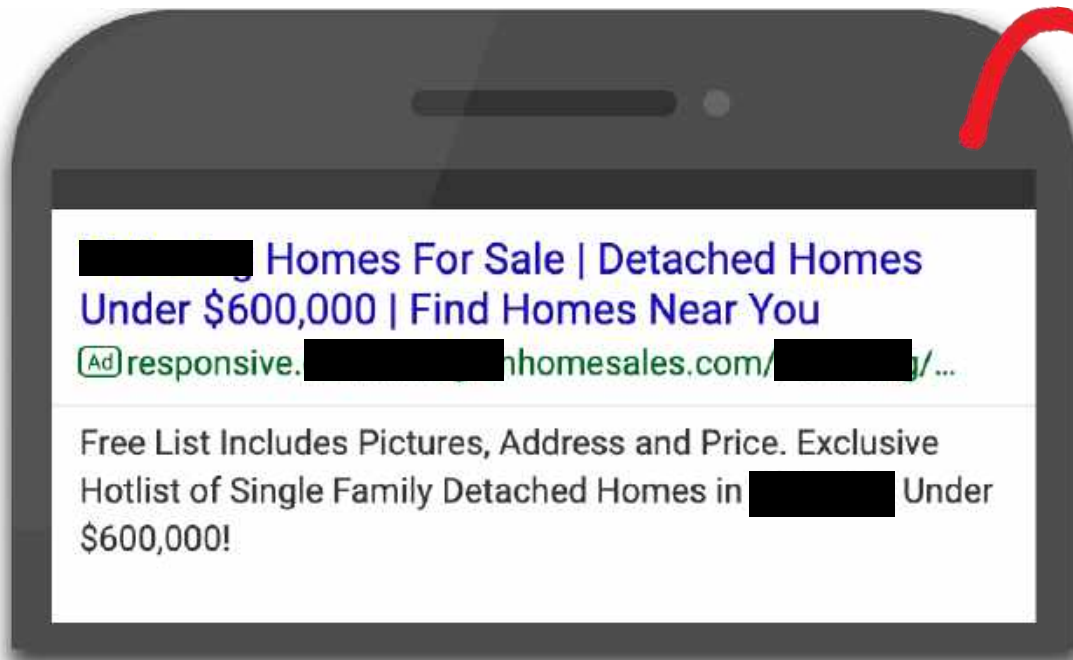 Homes For Sale | Detached Homes
Under $600,000 | Find Homes Near You
Ad responsive. nhomesales.com/ /...
Free List Includes Pictures, Address and Price. Exclusive
Hotlist of Single Family Detached Homes in Under
$600,000!